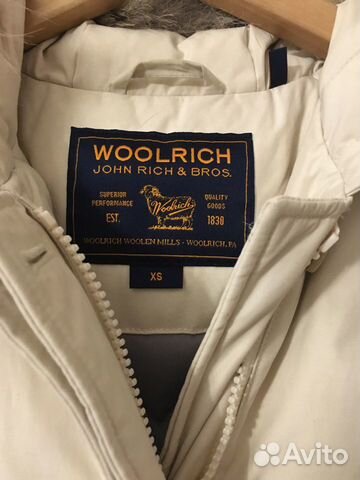 WOOLRICH
JOHN RICH & BROS.
SUPERIOR PERFORMANCE
QUALITY GOODS
EST.
Woolrich
1830
WOOLRICH WOOLEN MILLS - WOOLRICH, PA
XS
Avito